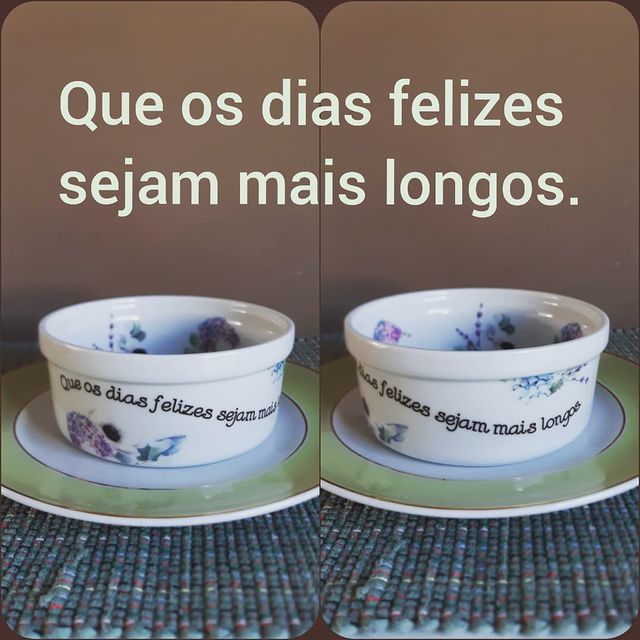 Que os dias felizes
sejam mais longos.
Que os dias felizes sejam mais
dias felizes sejam mais longos.